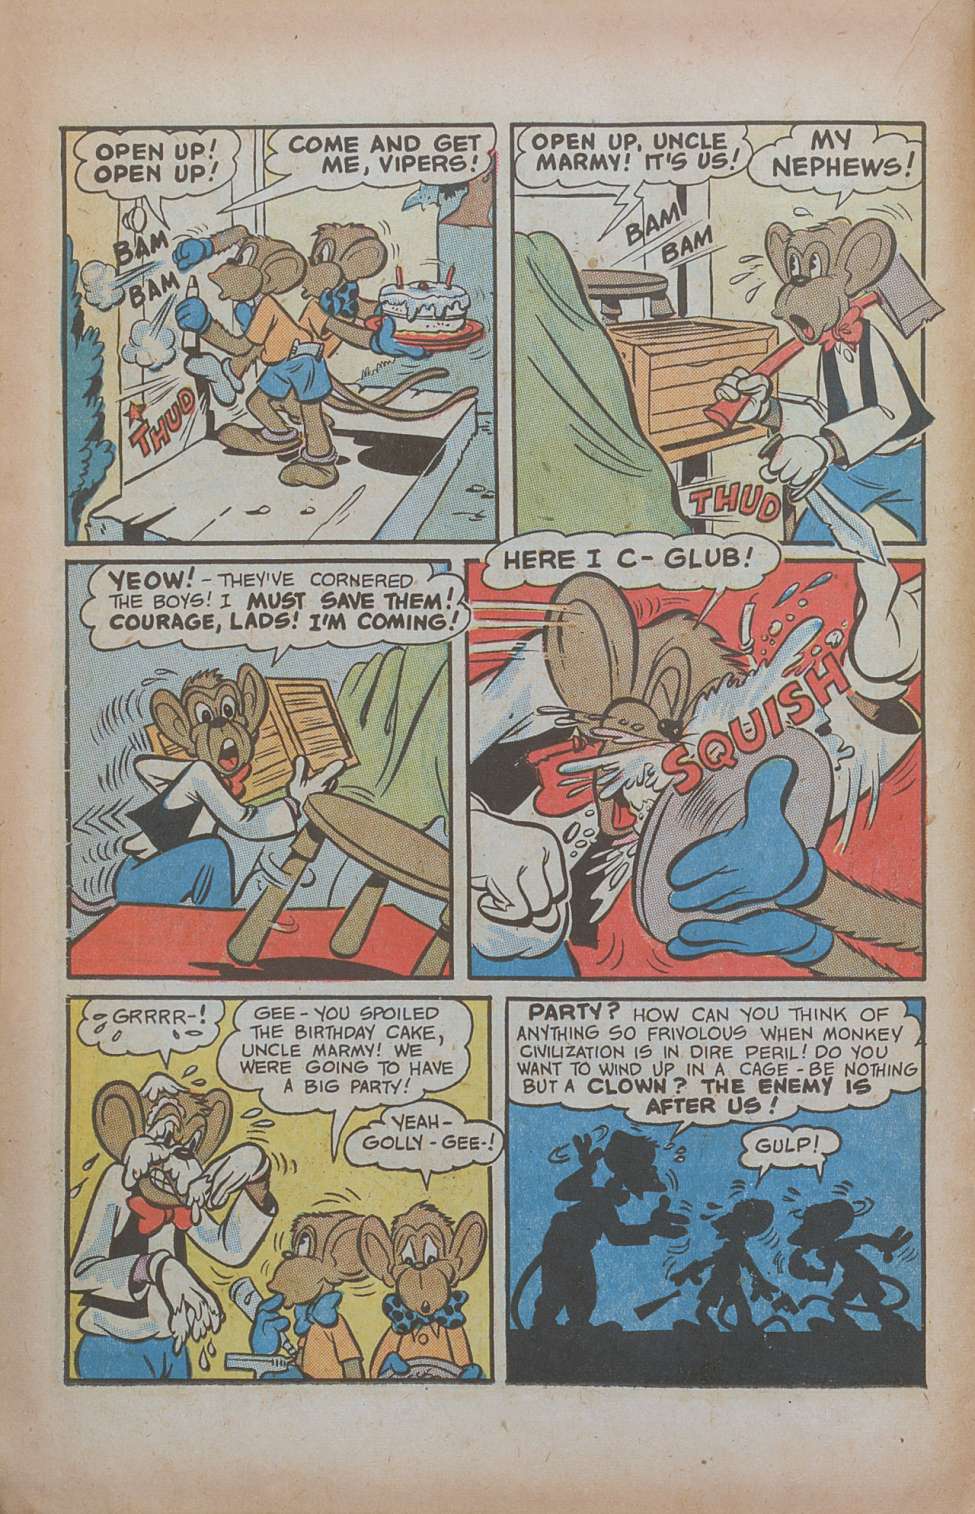 OPEN UP!
OPEN UP!
COME AND GET
ME, VIPERS!
BAM
BAM
THUD
OPEN UP, UNCLE
MARMY! IT'S US!
MY
NEPHEWS!
BAM
BAM
THUD
YEOW! - THEY'VE CORNERED
THE BOYS! I MUST SAVE THEM!
COURAGE, LADS! I'M COMING!
HERE I C- GLUB!
SQUISH
-GRRRR-!
GEE - YOU SPOILED
THE BIRTHDAY CAKE,
UNCLE MARMY! WE
WERE GOING TO HAVE
A BIG PARTY!
YEAH-
GOLLY - GEE-!
PARTY? HOW CAN YOU THINK OF
ANYTHING SO FRIVOLOUS WHEN MONKEY
CIVILIZATION IS IN DIRE PERIL! DO YOU
WANT TO WIND UP IN A CAGE - BE NOTHING
BUT A CLOWN? THE ENEMY IS
AFTER US!
GULP!